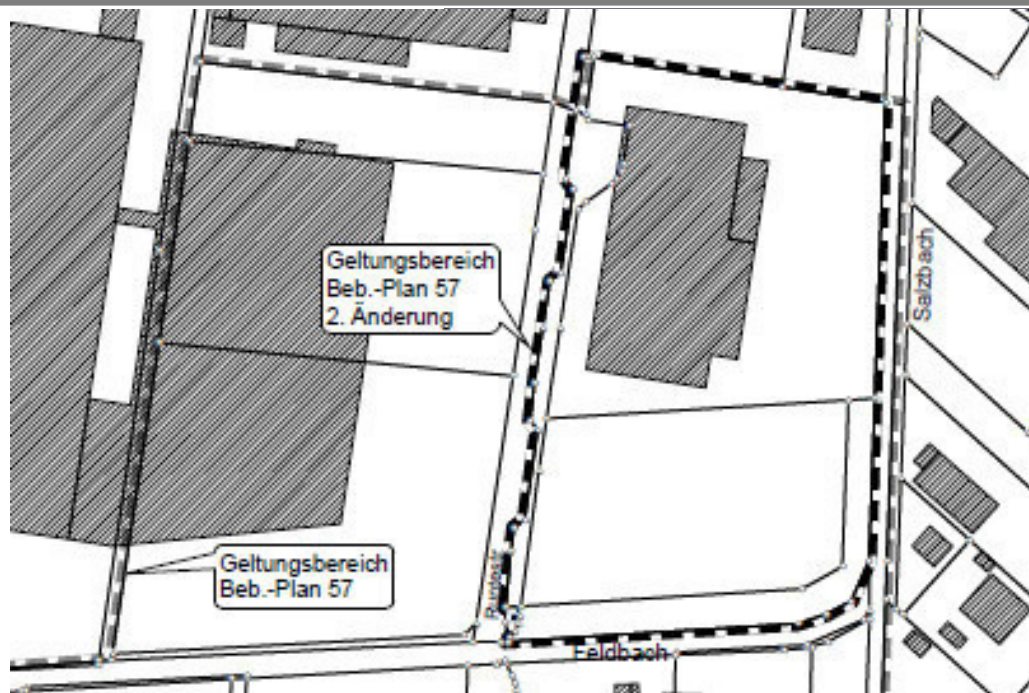 Geltungsbereich
Beb.-Plan 57
2. Änderung
Salzbach
Geltungsbereich
Beb.-Plan 57
Feldbach